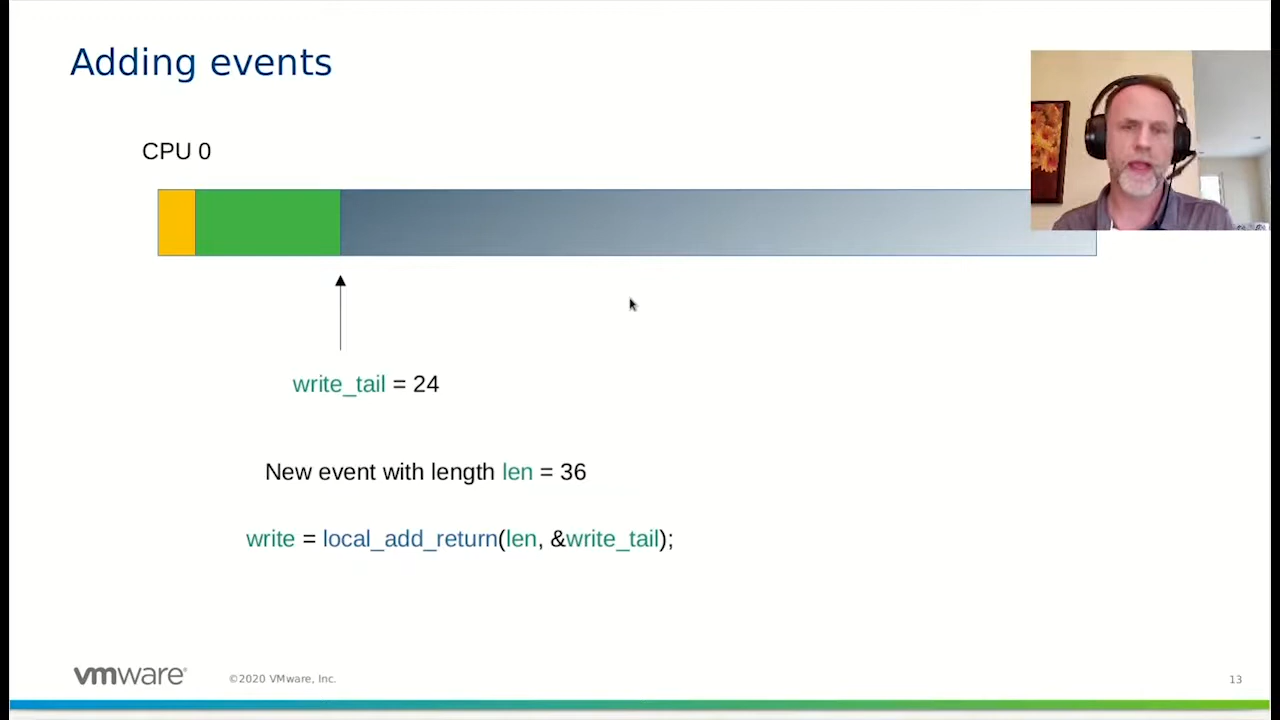 Adding events
CPU 0
write_tail = 24
New event with length len = 36
write = local_add_return(len, &write_tail);
vmware®
©2020 VMware, Inc.
13